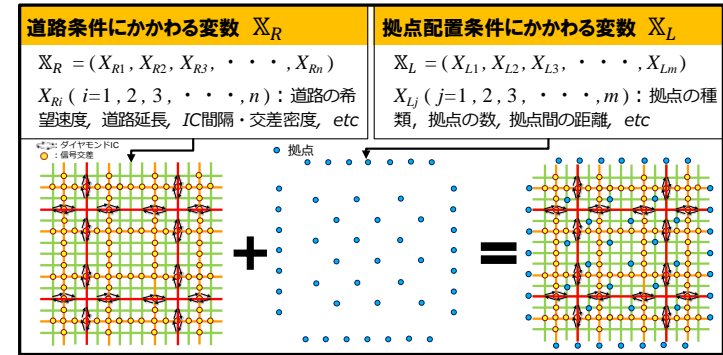 道路条件にかかわる変数 𝕏R
𝕏R = ( XR1 , XR2 , XR3 , ・ ・ ・ , XRn )
XRi ( i=1 , 2 , 3 , ・ ・ ・ , n ) : 道路の希
望速度, 道路延長, IC間隔・交差密度, etc
拠点配置条件にかかわる変数 𝕏L
𝕏L = ( XL1 , XL2 , XL3 , ・ ・ ・ , XLm )
XLj ( j=1 , 2 , 3 , ・ ・ ・ , m ) : 拠点の種
類, 拠点の数, 拠点間の距離, etc
: ダイヤモンドIC
: 信号交差
拠点
+
=